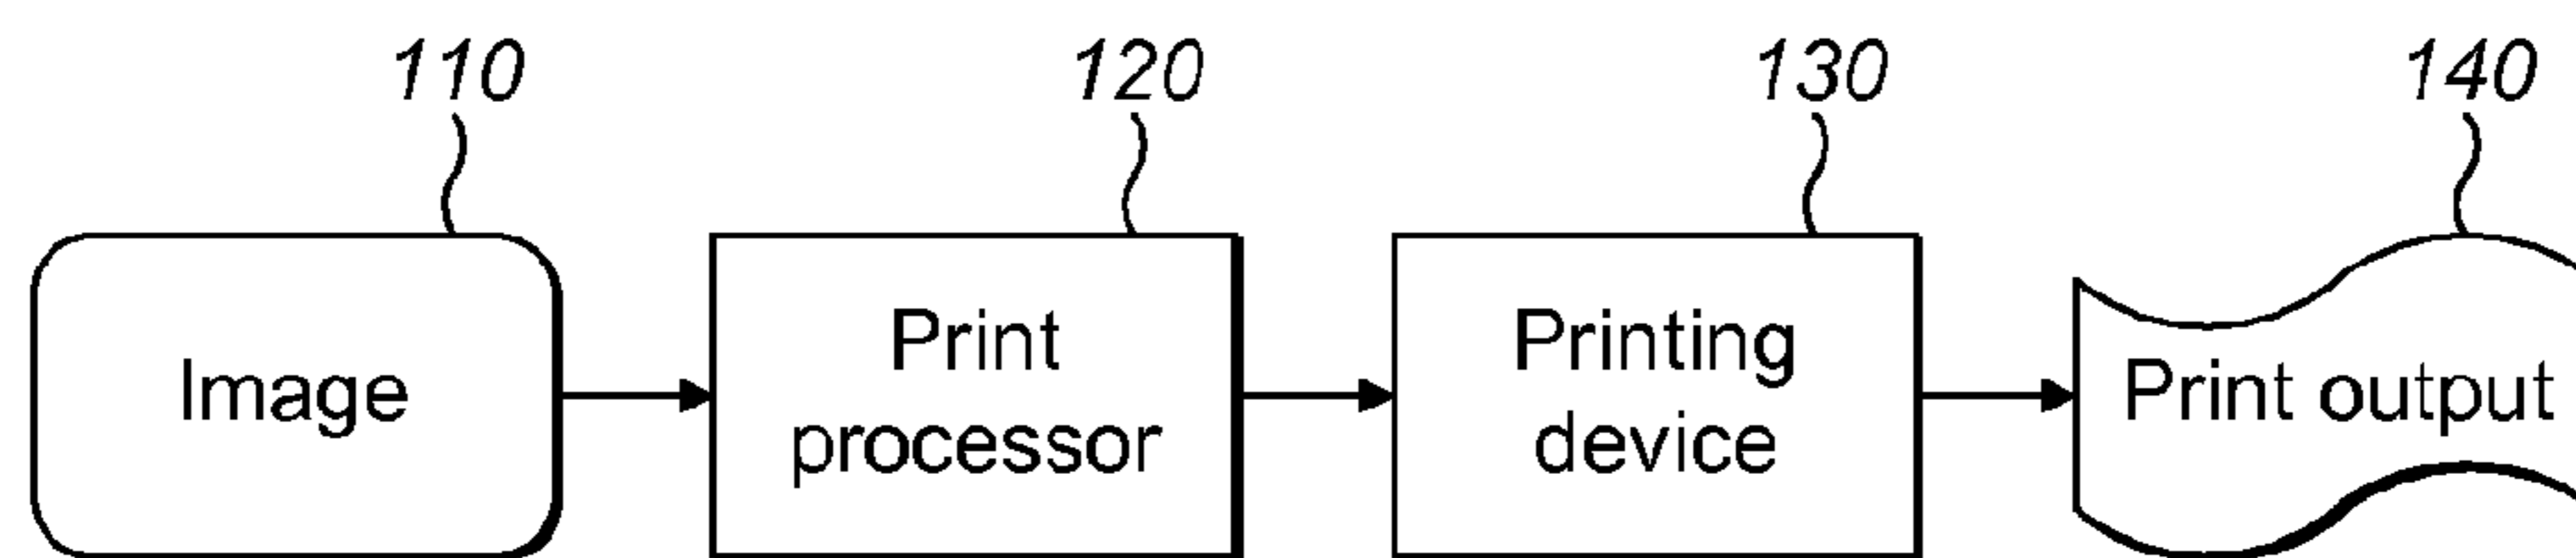 110
120
130
140
Image
Print
processor
Printing
device
Print output